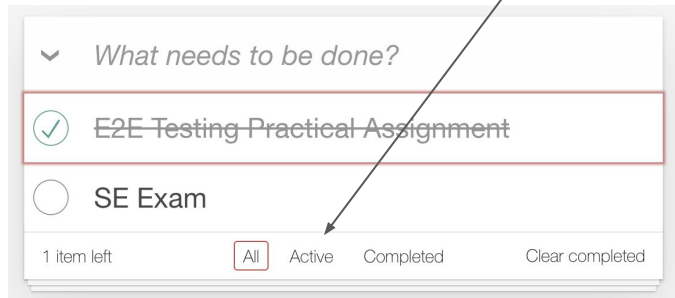 What needs to be done?
E2E Testing Practical Assignment
SE Exam
1 item left All Active Completed Clear completed